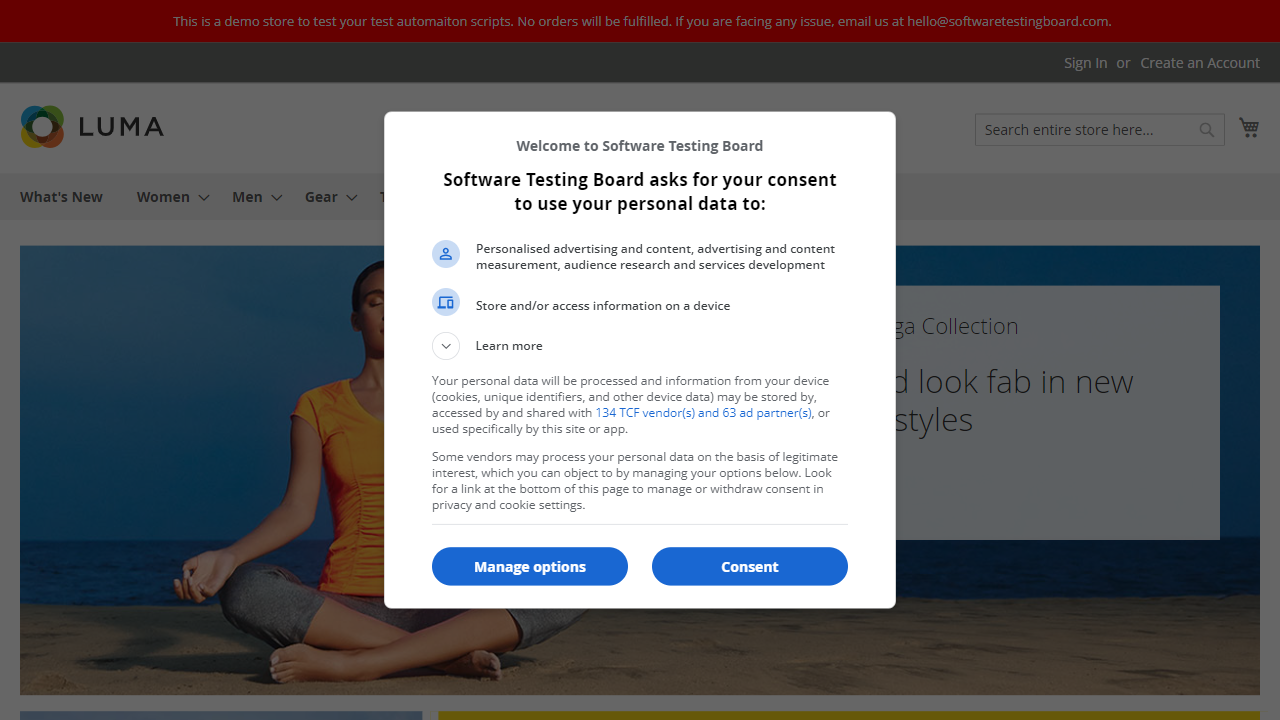 This is a demo store to test your test automaiton scripts. No orders will be fulfilled. If you are facing any issue, email us at hello@softwaretestingboard.com.
Sign In or Create an Account
LUMA
Search entire store here...
What's New Women Men Gear
Welcome to Software Testing Board
Software Testing Board asks for your consent
to use your personal data to:
Personalised advertising and content, advertising and content
measurement, audience research and services development
Store and/or access information on a device
Learn more
Your personal data will be processed and information from your device
(cookies, unique identifiers, and other device data) may be stored by,
accessed by and shared with 134 TCF vendor(s) and 63 ad partner(s), or
used specifically by this site or app.
Some vendors may process your personal data on the basis of legitimate
interest, which you can object to by managing your options below. Look
for a link at the bottom of this page to manage or withdraw consent in
privacy and cookie settings.
Manage options Consent
Collection
look fab in new
styles